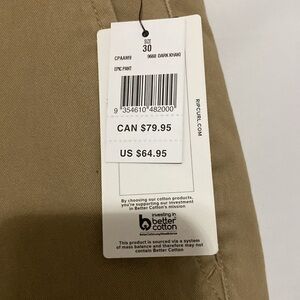 SIZE
30
CPAAM9 9668 DARK KHAKI
EPIC PANT
9 354610 482000
CAN $79.95
US $64.95
RIPCURL.COM
By choosing our cotton products,
you're supporting our investment
in Better Cotton's mission
investing in
better
cotton
This product is sourced via a system
of mass balance and therefore may not
contain Better Cotton